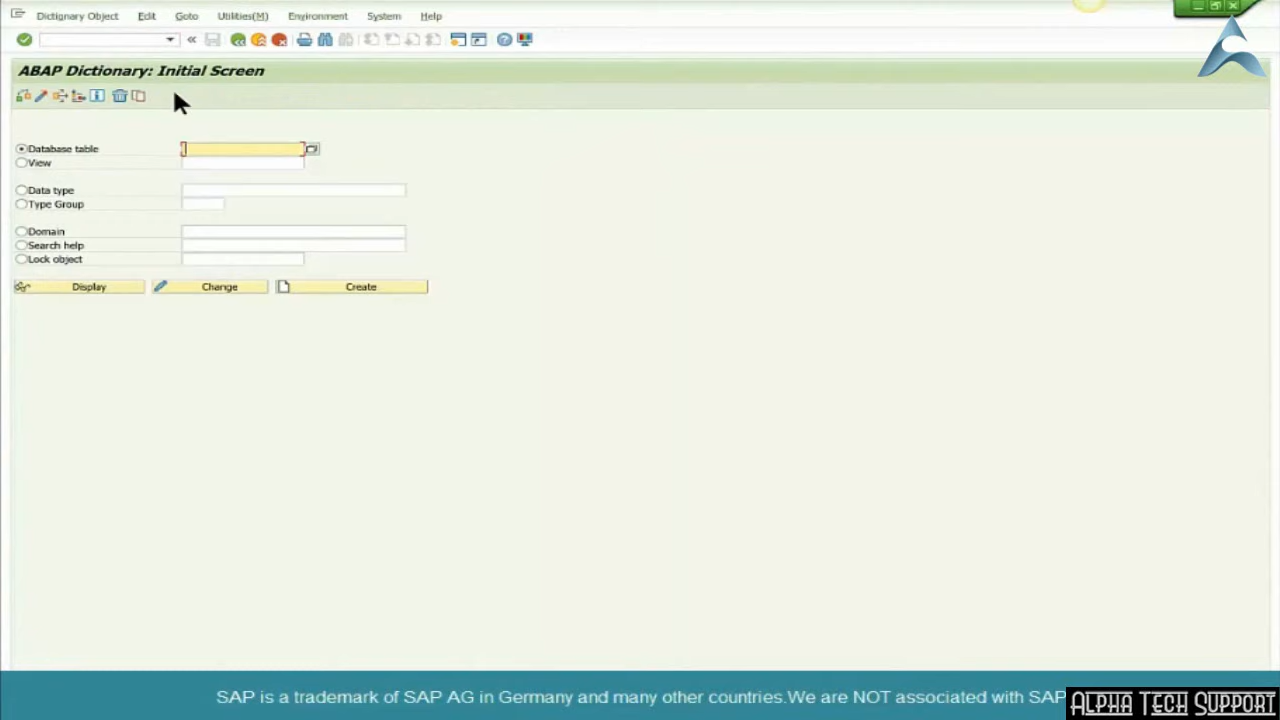 Dictionary Object Edit Goto Utilities(M) Environment System Help
ABAP Dictionary: Initial Screen
Database table
View
Data type
Type Group
Domain
Search help
Lock object
Display Change Create
SAP is a trademark of SAP AG in Germany and many other countries.We are NOT associated with SAP
ALPHA TECH SUPPORT